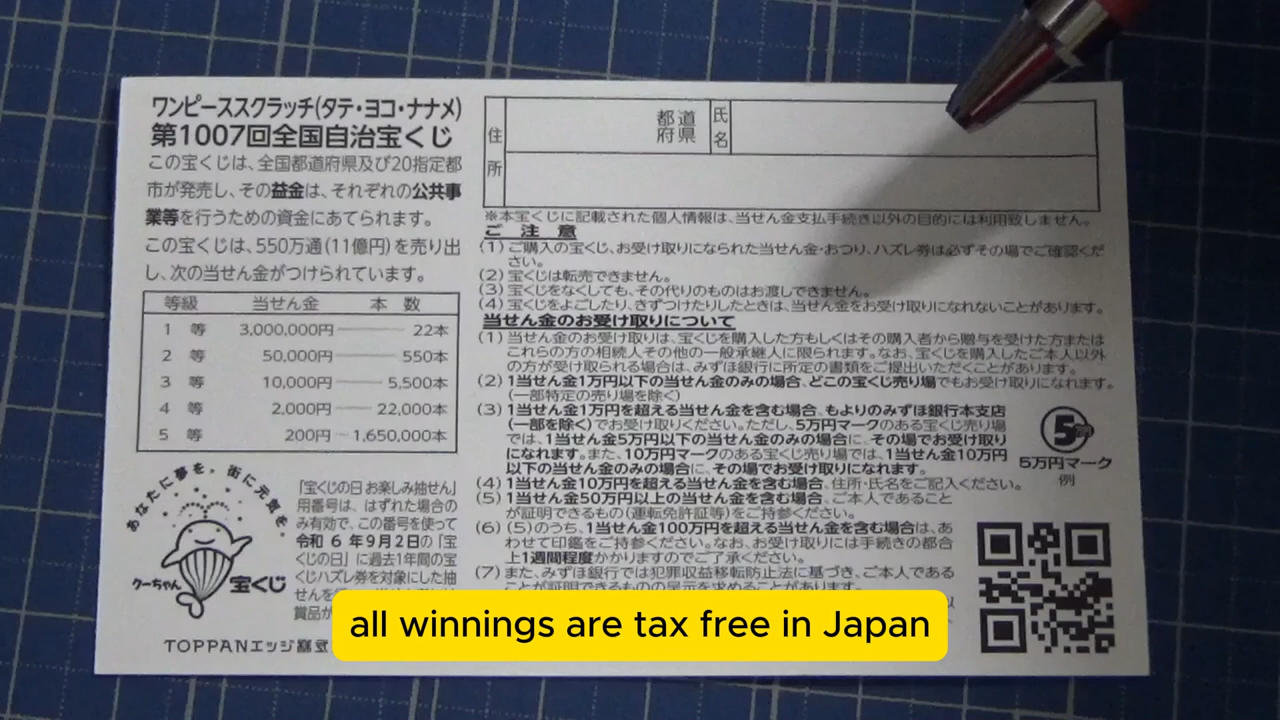 ワンピーススクラッチ(タテ・ヨコ・ナナメ)
第1007回全国自治宝くじ
この宝くじは、全国都道府県及び20指定都
市が発売し、その益金は、それぞれの公共事
業等を行うための資金にあてられます。
この宝くじは、550万通(11億円)を売り出
し、次の当せん金がつけられています。
等級 当せん金 本 数
1 等 3,000,000円 22本
2 等 50,000円 550本
3 等 10,000円 5,500本
4 等 2,000円 22,000本
5 等 200円 1,650,000本
あなたに夢を。街に元気を。
クーちゃん 宝くじ
「宝くじの日 お楽しみ抽せん」
用番号は、はずれた場合の
み有効で、この番号を使って
令和 6 年9月2日の「宝
くじの日」に過去1年間の宝
くじハズレ券を対象にした抽
せんを
賞品が
TOPPANエッジ
住所
都道府県
氏名
※本宝くじに記載された個人情報は、当せん金支払手続き以外の目的には利用致しません。
ご 注 意
(1) ご購入の宝くじ、お受け取りになられた当せん金・おつり、ハズレ券は必ずその場でご確認くだ
さい。
(2) 宝くじは転売できません。
(3) 宝くじをなくしても、その代りのものはお渡しできません。
(4) 宝くじをよごしたり、きずつけたりしたときは、当せん金をお受け取りになれないことがあります。
当せん金のお受け取りについて
(1) 当せん金のお受け取りは、宝くじを購入した方もしくはその購入者から贈与を受けた方または
これらの方の相続人その他の一般承継人に限られます。なお、宝くじを購入したご本人以外
の方が受け取られる場合は、みずほ銀行に所定の書類をご提出いただくことがあります。
(2) 1当せん金1万円以下の当せん金のみの場合、どこの宝くじ売り場でもお受け取りになれます。
(一部特定の売り場を除く)
(3) 1当せん金1万円を超える当せん金を含む場合、もよりのみずほ銀行本支店
(一部を除く)でお受け取りください。ただし、5万円マークのある宝くじ売り場
では、1当せん金5万円以下の当せん金のみの場合に、その場でお受け取り
になれます。また、10万円マークのある宝くじ売り場では、1当せん金10万円
以下の当せん金のみの場合に、その場でお受け取りになれます。
(4) 1当せん金10万円を超える当せん金を含む場合、住所・氏名をご記入ください。
(5) 1当せん金50万円以上の当せん金を含む場合、ご本人であること
が証明できるもの(運転免許証等)をご持参ください。
(6) (5)のうち、1当せん金100万円を超える当せん金を含む場合は、あ
わせて印鑑をご持参ください。なお、お受け取りには手続きの都合
上1週間程度かかりますのでご了承ください。
(7) また、みずほ銀行では犯罪収益移転防止法に基づき、ご本人である
ことが証明できるものの呈示を求めることがあります。
5
5万円マーク
例
all winnings are tax free in Japan